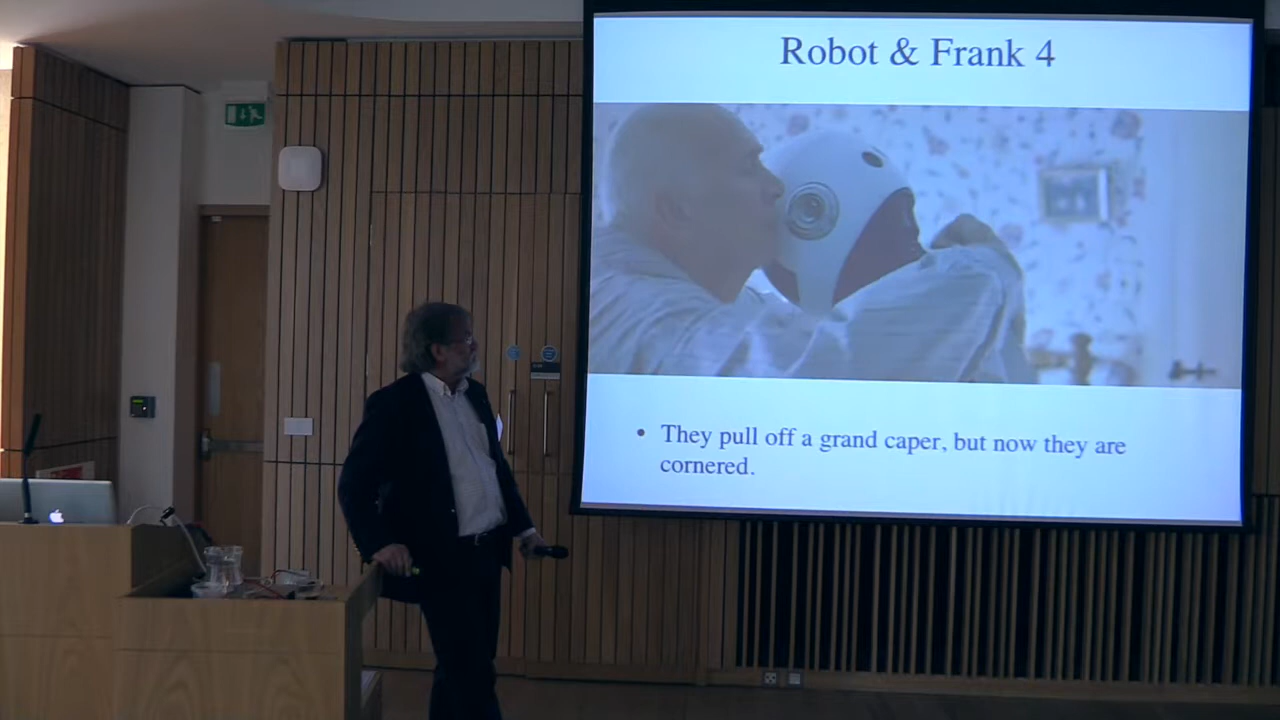 Robot & Frank 4
• They pull off a grand caper, but now they are
cornered.